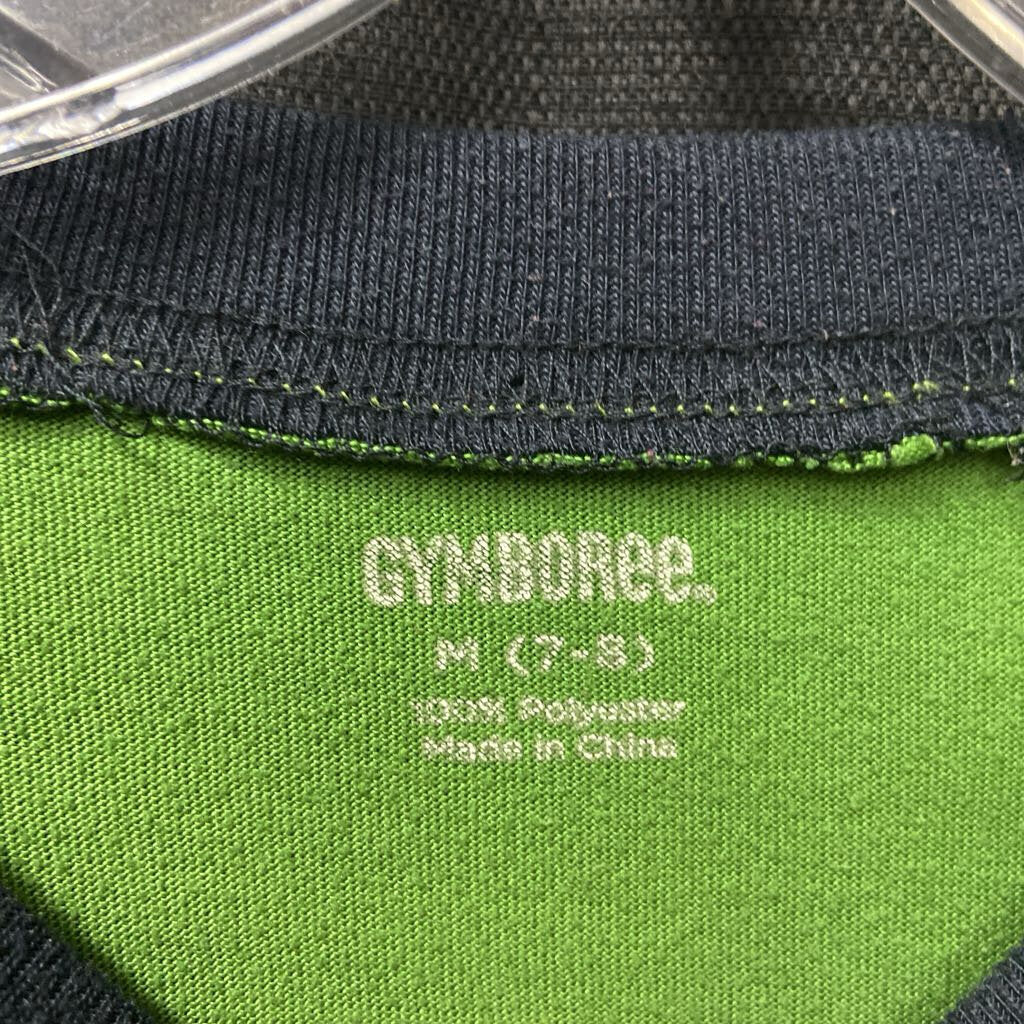 GYMBOREE
M (7-8)
100% Polyester
Made in China